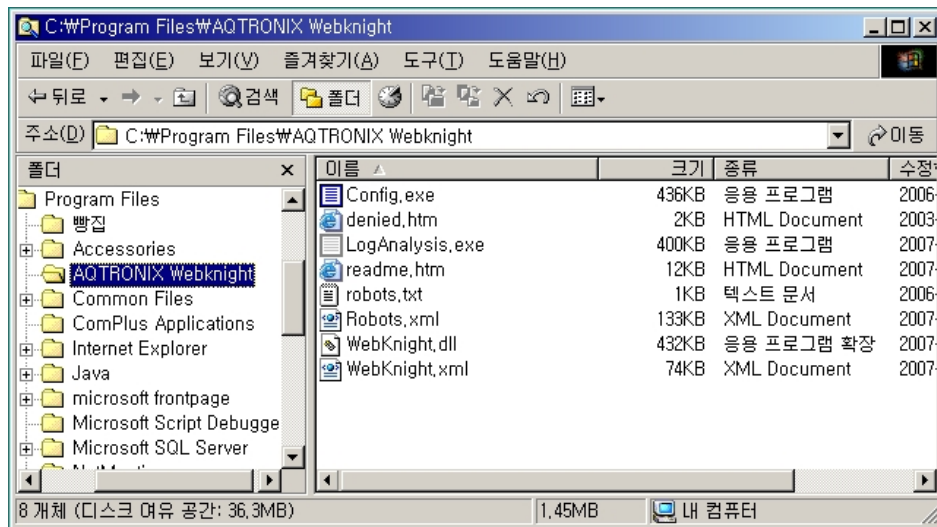 C:₩Program Files₩AQTRONIX Webknight
파일(F) 편집(E) 보기(V) 즐겨찾기(A) 도구(T) 도움말(H)
뒤로 검색 폴더
주소(D) C:₩Program Files₩AQTRONIX Webknight 이동
폴더
Program Files
빵집
Accessories
AQTRONIX Webknight
Common Files
ComPlus Applications
Internet Explorer
Java
microsoft frontpage
Microsoft Script Debugge
Microsoft SQL Server
이름 크기 종류 수정
Config.exe 436KB 응용 프로그램 2006-
denied.htm 2KB HTML Document 2003-
LogAnalysis.exe 400KB 응용 프로그램 2007-
readme.htm 12KB HTML Document 2007-
robots.txt 1KB 텍스트 문서 2006-
Robots.xml 133KB XML Document 2007-
WebKnight.dll 432KB 응용 프로그램 확장 2007-
WebKnight.xml 74KB XML Document 2007-
8 개체 (디스크 여유 공간: 36.3MB) 1.45MB 내 컴퓨터